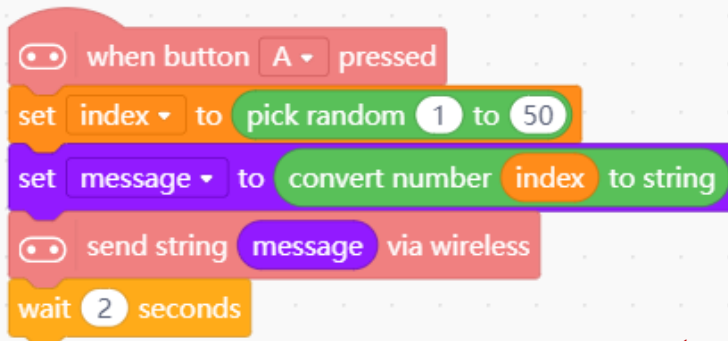 when button A pressed
set index to pick random 1 to 50
set message to convert number index to string
send string message via wireless
wait 2 seconds